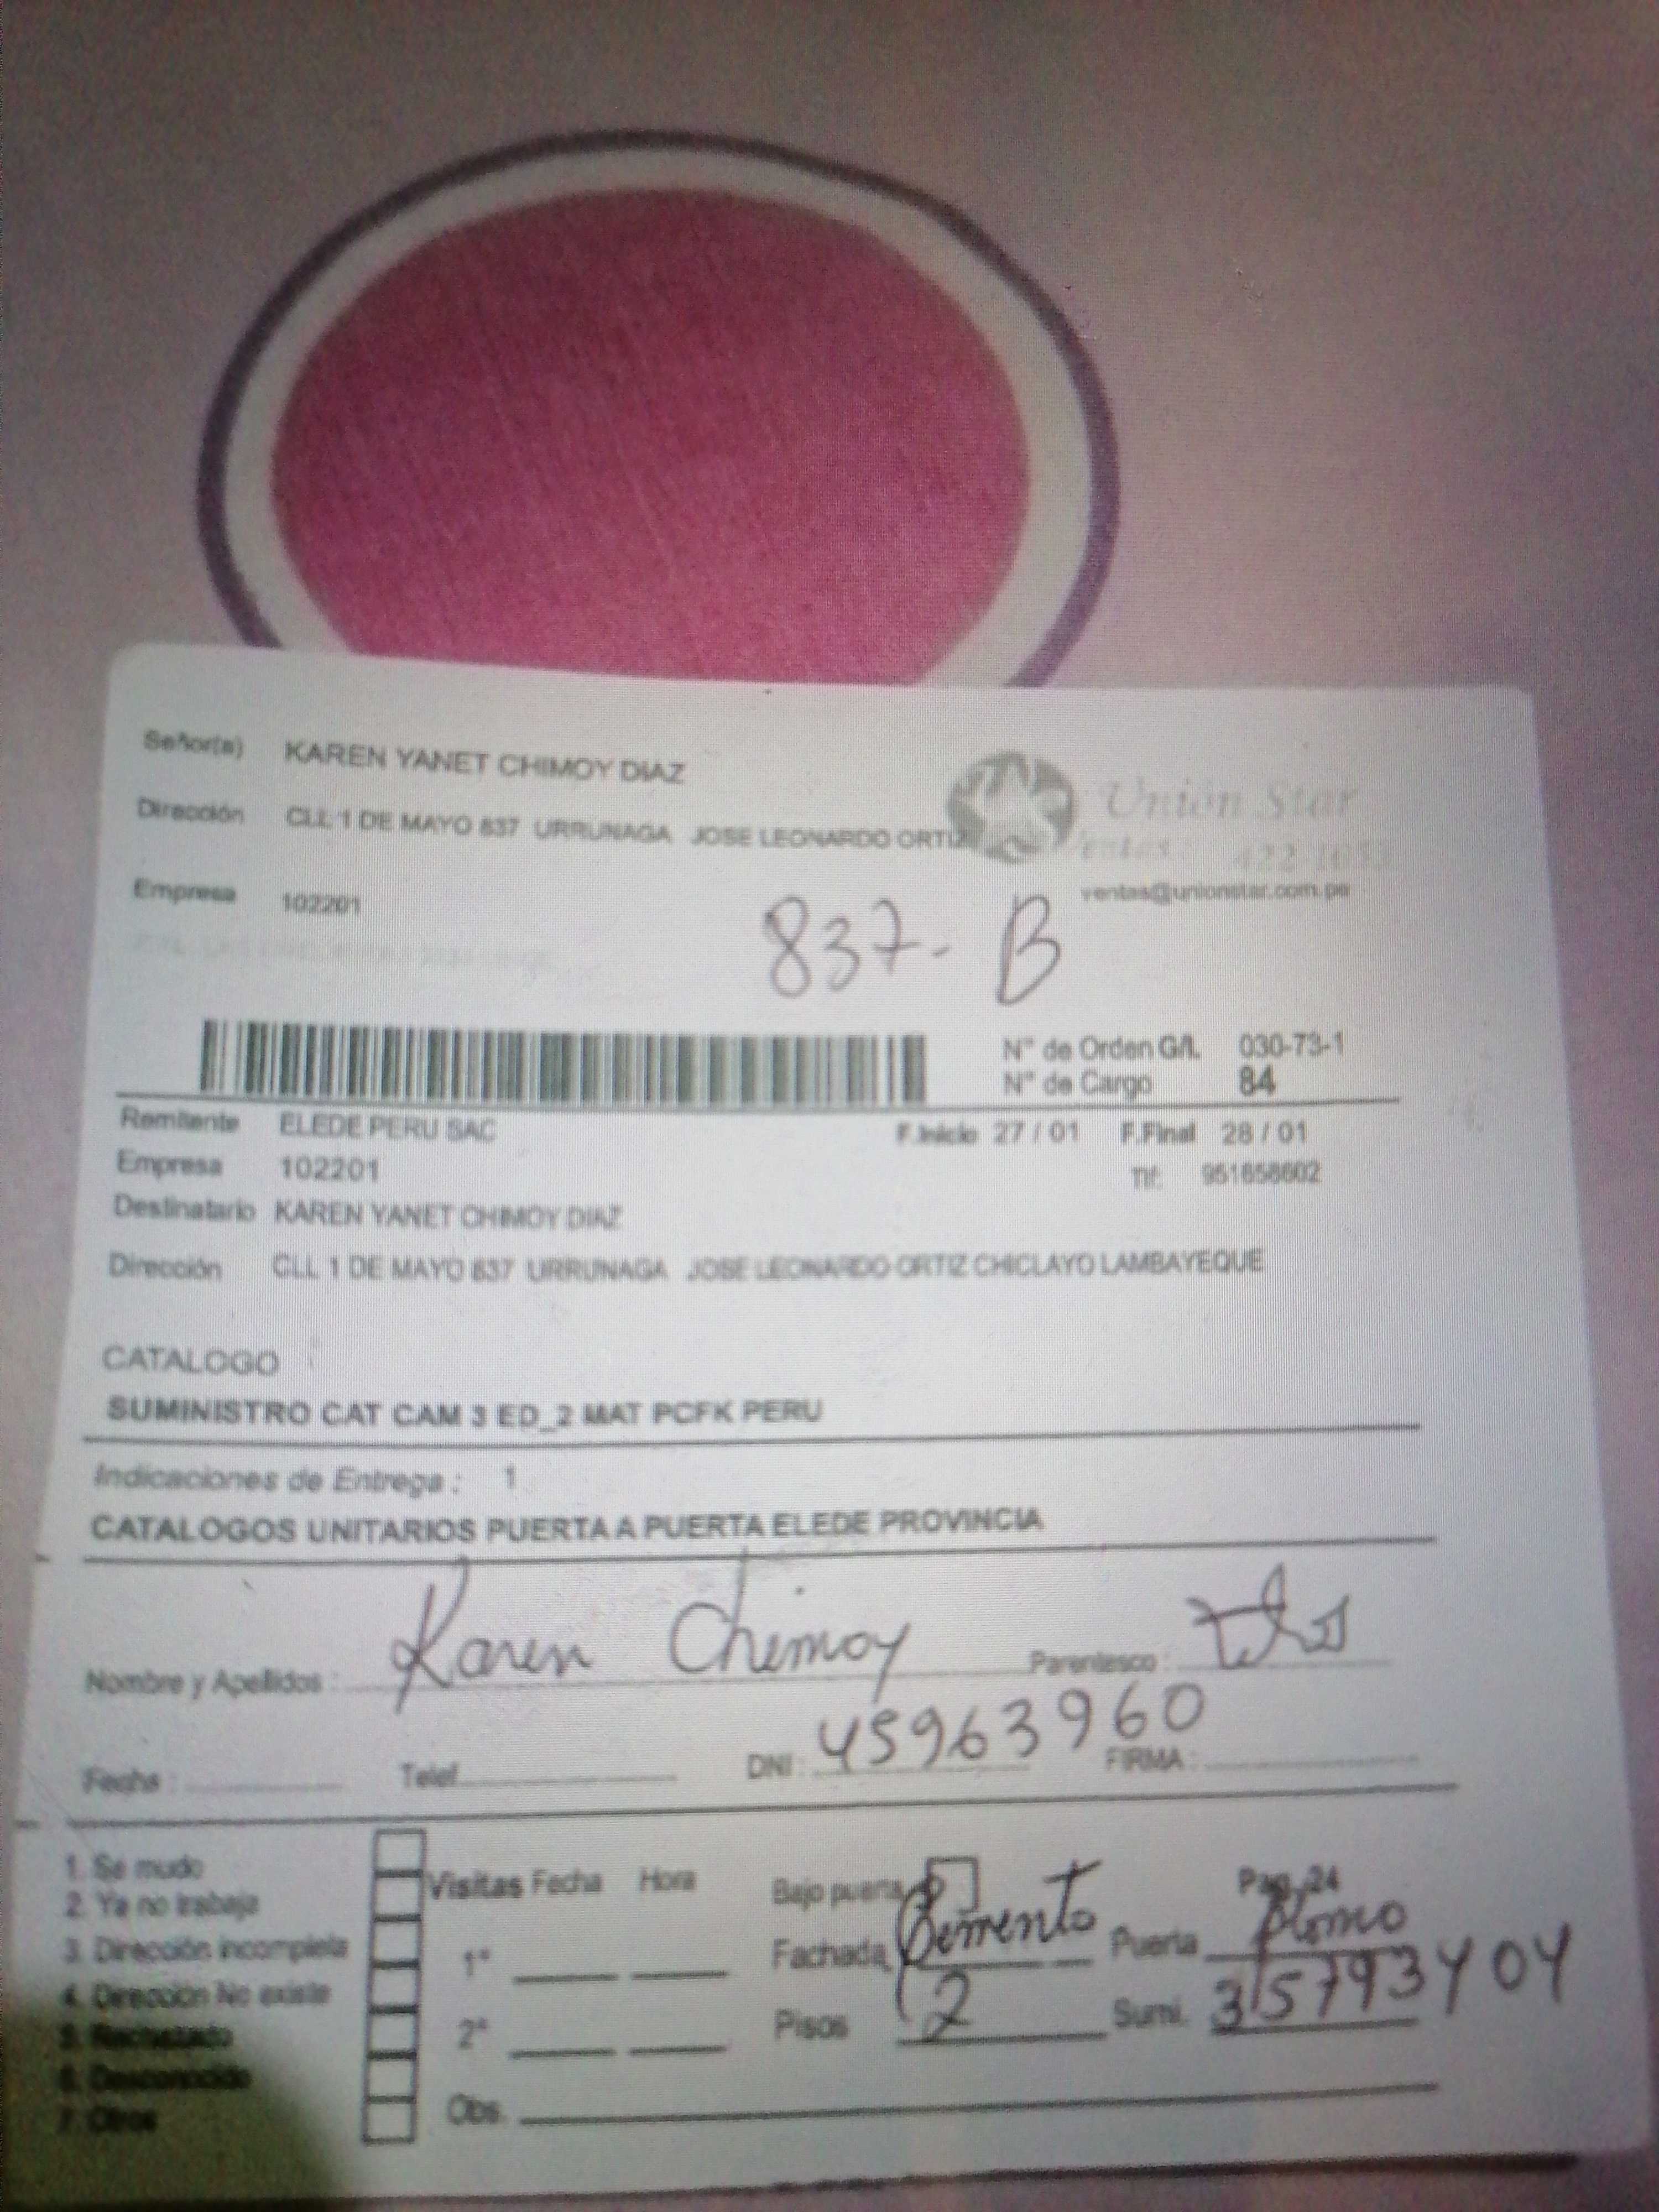 Señor(a) KAREN YANET CHIMOY DIAZ
Dirección CLL 1 DE MAYO 837 URRUNAGA JOSE LEONARDO ORTIZ
Unión Star
ventas@unionstar.com.pe
Empresa 102201
837-B
N° de Orden G/L 030-73-1
N° de Cargo 84
Remitente ELEDE PERU SAC F.Inicio 27 / 01 F.Final 28 / 01
Empresa 102201 Tlf: 951658602
Destinatario KAREN YANET CHIMOY DIAZ
Dirección CLL 1 DE MAYO 837 URRUNAGA JOSE LEONARDO ORTIZ CHICLAYO LAMBAYEQUE
CATALOGO
SUMINISTRO CAT CAM 3 ED_2 MAT PCFK PERU
Indicaciones de Entrega : 1
CATALOGOS UNITARIOS PUERTA A PUERTA ELEDE PROVINCIA
Nombre y Apellidos : Karen Chimoy Parentesco :
Fecha : Telef. DNI : 45963960 FIRMA :
1. Se mudo
2. Ya no trabaja
3. Dirección incompleta
4. Dirección No existe
5. Rechazado
6. Desconocido
7. Otros
Visitas Fecha Hora
1°
2°
Obs.
Bajo puerta Pag. 24
Fachada Cemento Puerta Plomo
Pisos 2 Sumi.